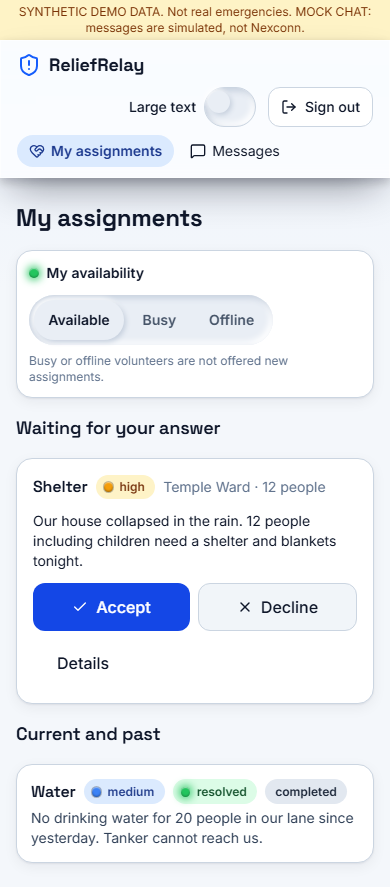 SYNTHETIC DEMO DATA. Not real emergencies. MOCK CHAT:
messages are simulated, not Nexconn.
ReliefRelay
Large text
Sign out
My assignments
Messages
My assignments
My availability
Available
Busy
Offline
Busy or offline volunteers are not offered new
assignments.
Waiting for your answer
Shelter high Temple Ward · 12 people
Our house collapsed in the rain. 12 people
including children need a shelter and blankets
tonight.
Accept
Decline
Details
Current and past
Water medium resolved completed
No drinking water for 20 people in our lane since
yesterday. Tanker cannot reach us.